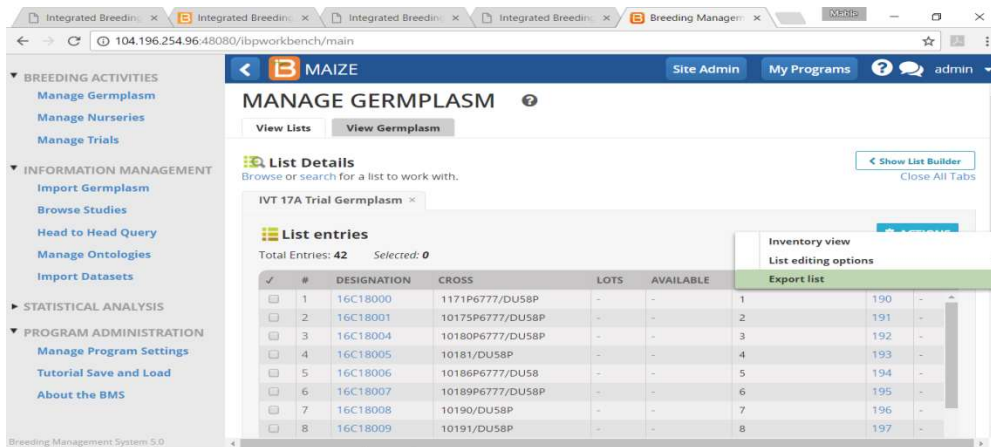 Integrated Breeding Integrated Breeding Integrated Breeding Integrated Breeding Breeding Managem
104.196.254.96:48080/ibpworkbench/main
BREEDING ACTIVITIES
Manage Germplasm
Manage Nurseries
Manage Trials
INFORMATION MANAGEMENT
Import Germplasm
Browse Studies
Head to Head Query
Manage Ontologies
Import Datasets
STATISTICAL ANALYSIS
PROGRAM ADMINISTRATION
Manage Program Settings
Tutorial Save and Load
About the BMS
Breeding Management System 5.0
MAIZE Site Admin My Programs ? admin
MANAGE GERMPLASM ?
View Lists View Germplasm
List Details < Show List Builder
Browse or search for a list to work with. Close All Tabs
IVT 17A Trial Germplasm ×
List entries
Total Entries: 42 Selected: 0
Inventory view
List editing options
Export list
✓ # DESIGNATION CROSS LOTS AVAILABLE
1 16C18000 1171P6777/DU58P - - 1 190 -
2 16C18001 10175P6777/DU58P - - 2 191 -
3 16C18004 10180P6777/DU58P - - 3 192 -
4 16C18005 10181/DU58P - - 4 193 -
5 16C18006 10186P6777/DU58 - - 5 194 -
6 16C18007 10189P6777/DU58P - - 6 195 -
7 16C18008 10190/DU58P - - 7 196 -
8 16C18009 10191/DU58P - - 8 197 -